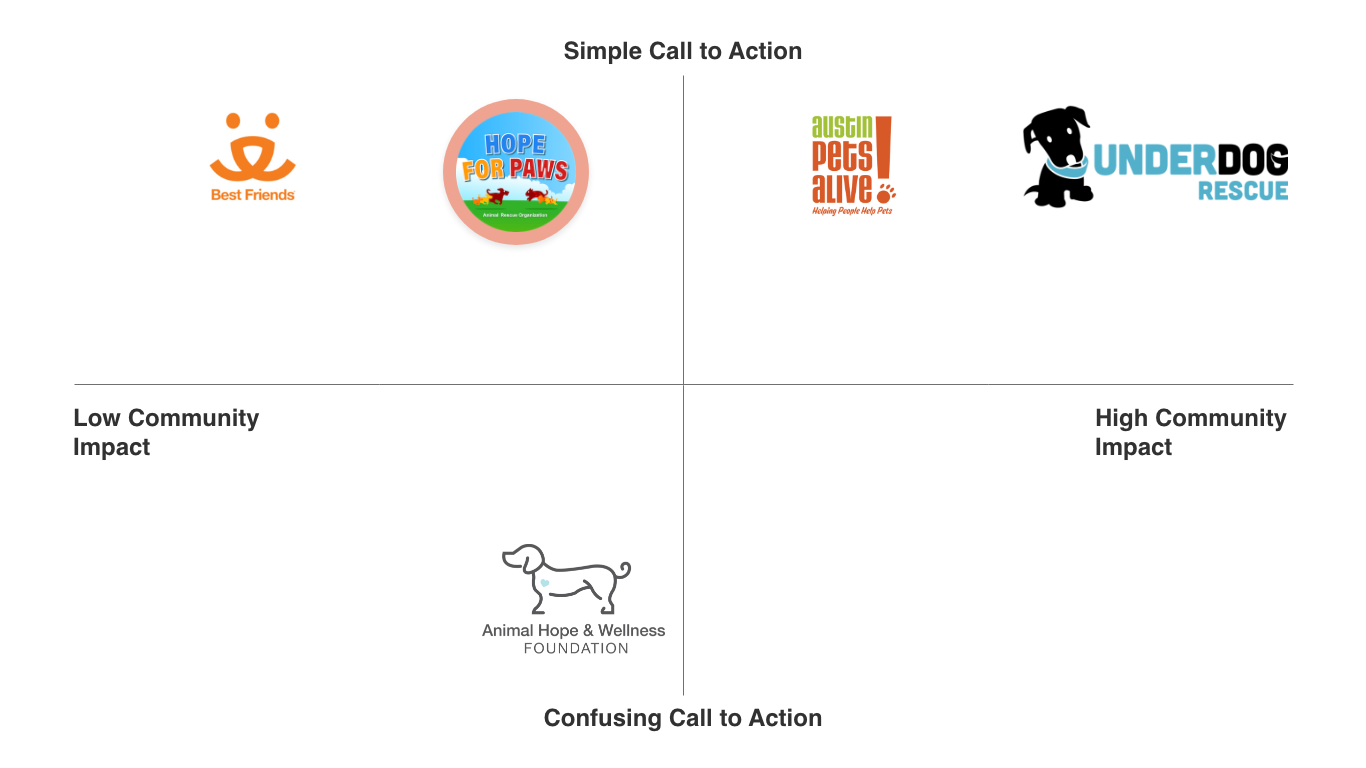 Simple Call to Action
Best Friends
HOPE
FOR PAWS
Animal Rescue Organization
austin
pets
alive!
Helping People Help Pets
UNDERDOG
RESCUE
Low Community
Impact
High Community
Impact
Animal Hope & Wellness
FOUNDATION
Confusing Call to Action